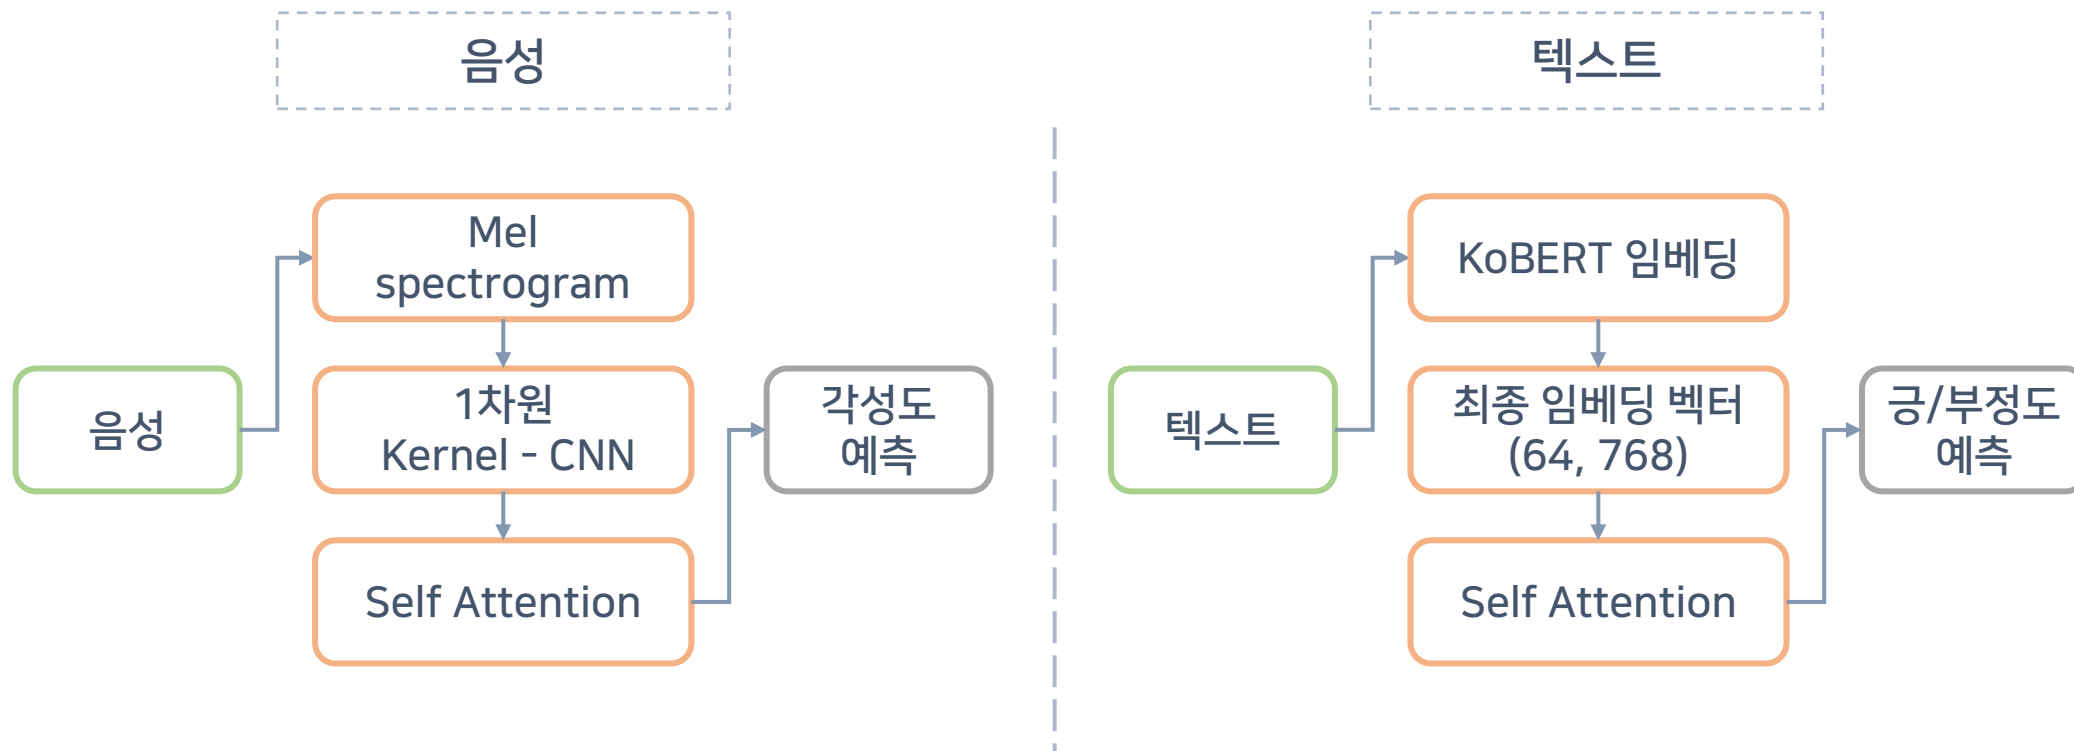 음성
음성
Mel
spectrogram
1차원
Kernel - CNN
Self Attention
각성도
예측
텍스트
텍스트
KoBERT 임베딩
최종 임베딩 벡터
(64, 768)
Self Attention
긍/부정도
예측